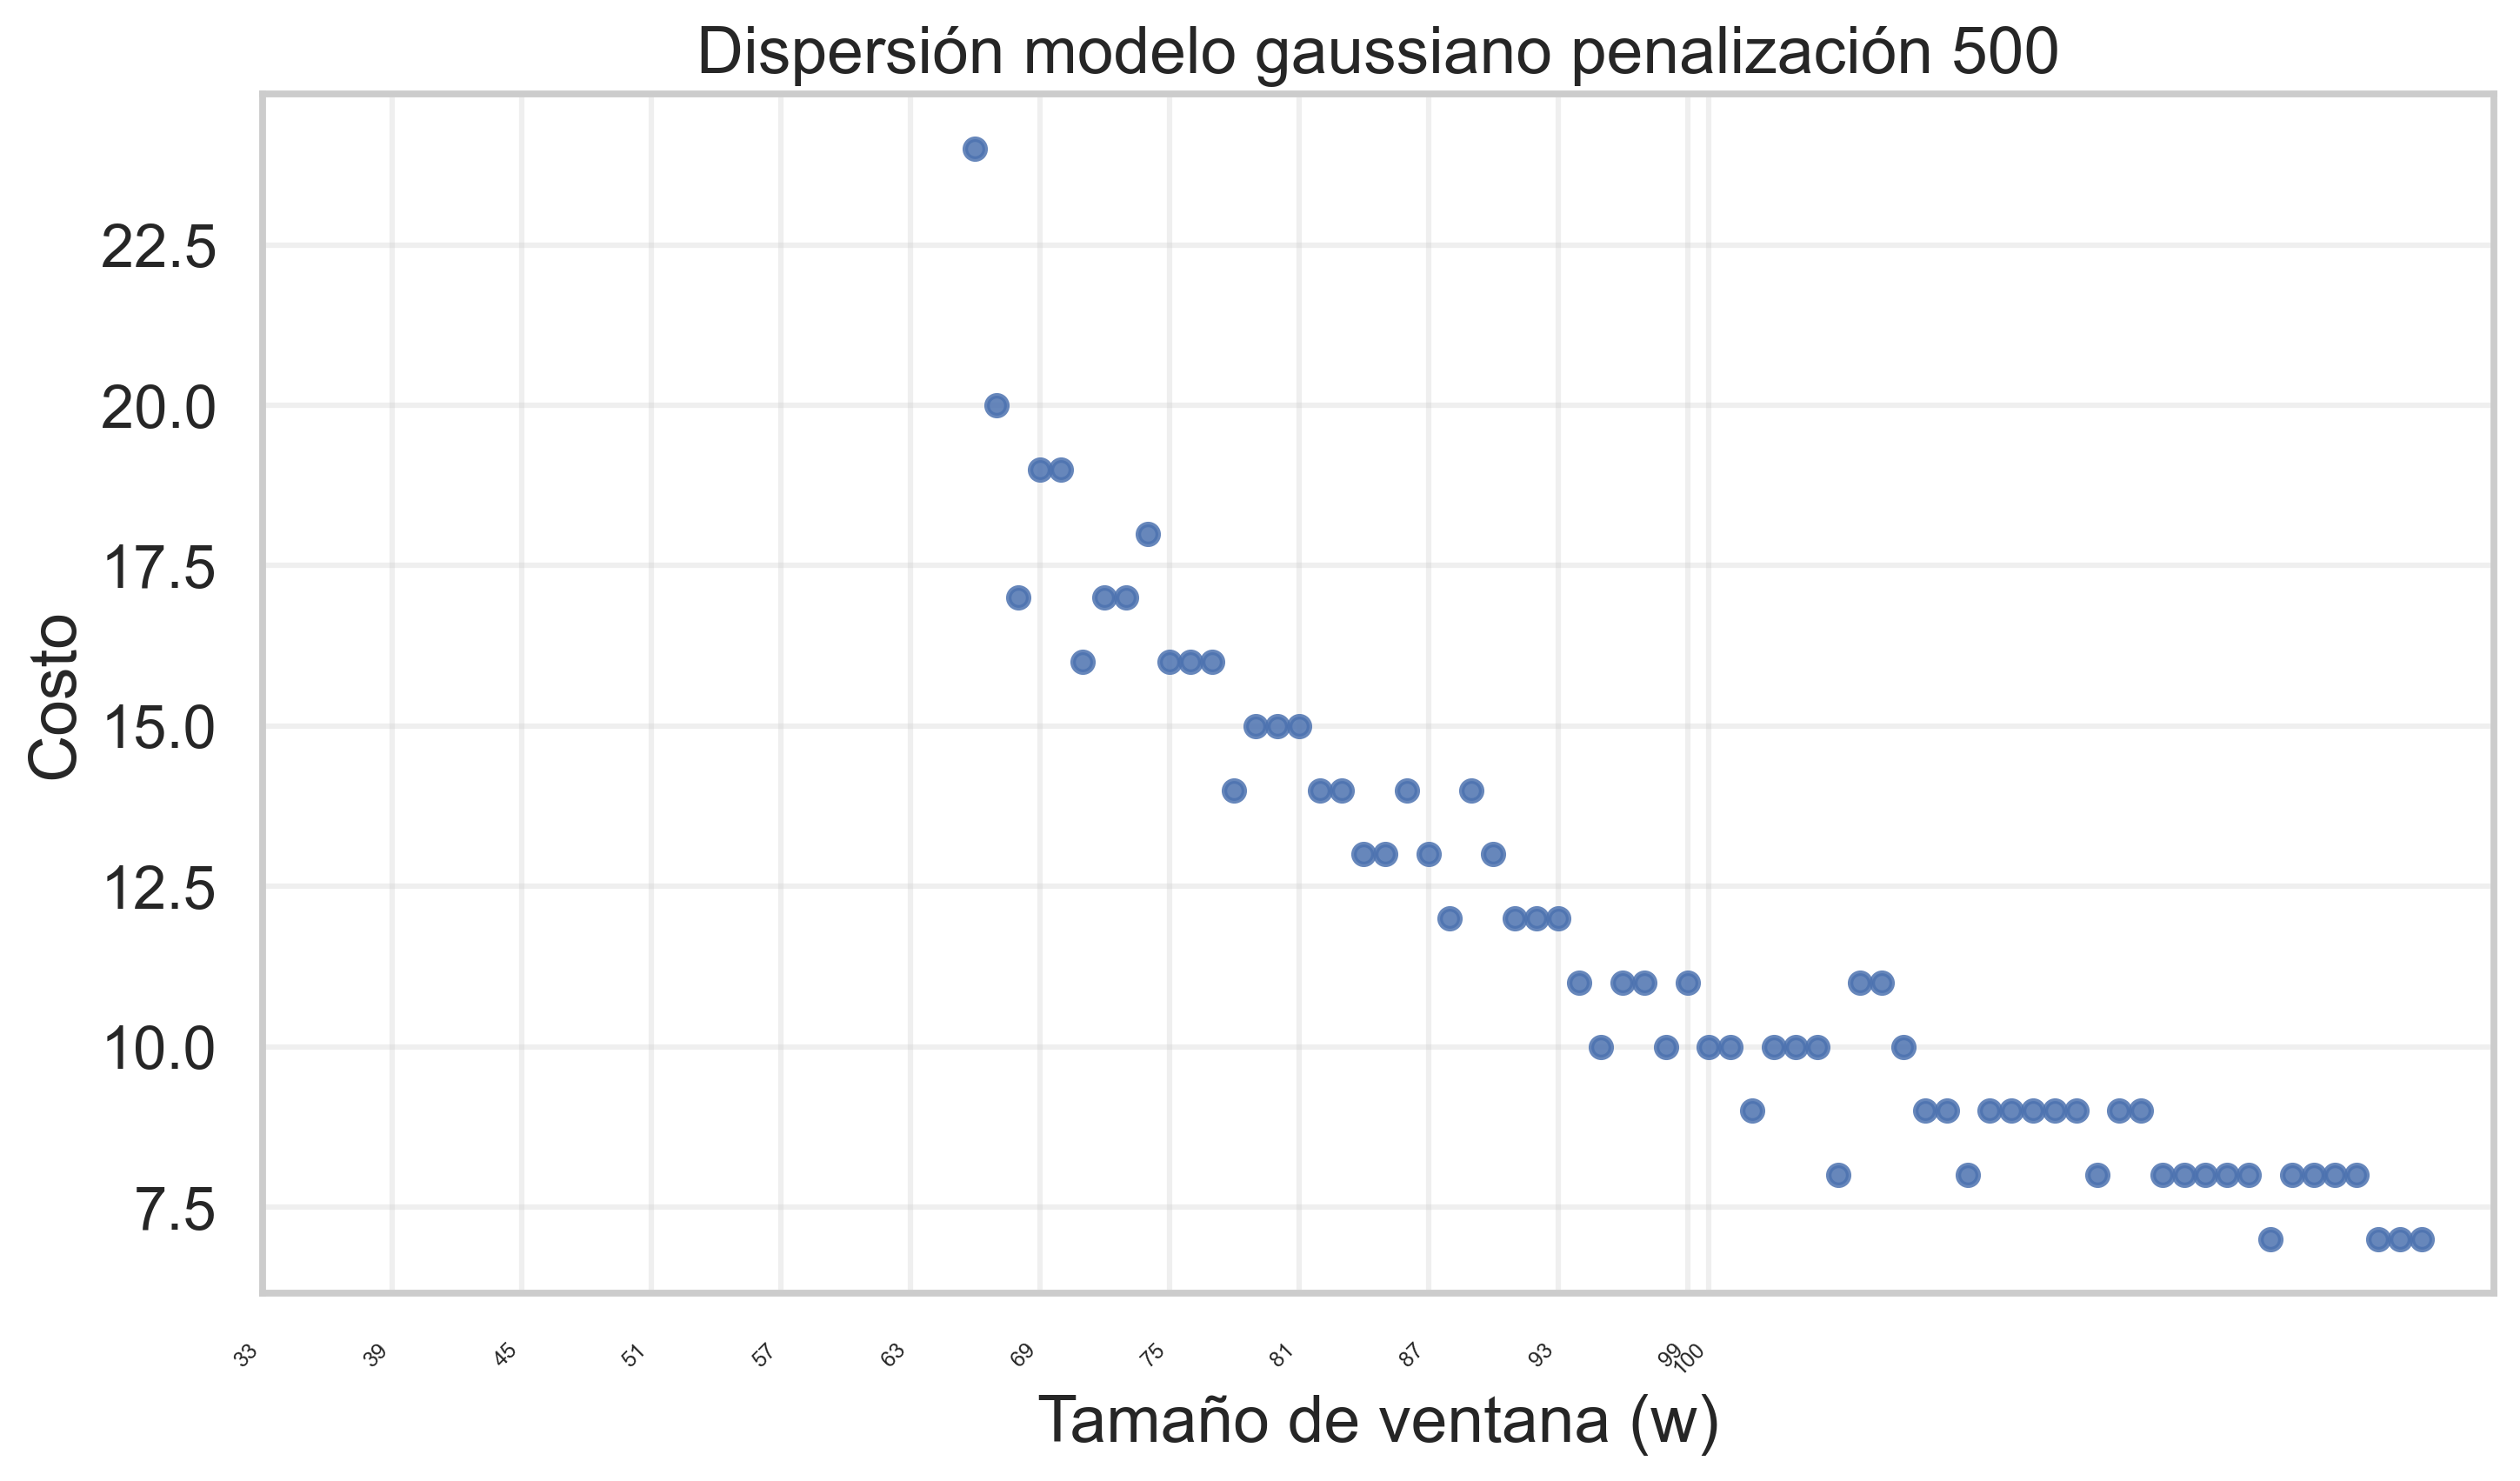 Dispersión modelo gaussiano penalización 500
Costo
22.5
20.0
17.5
15.0
12.5
10.0
7.5
33 39 45 51 57 63 69 75 81 87 93 99 100
Tamaño de ventana (w)